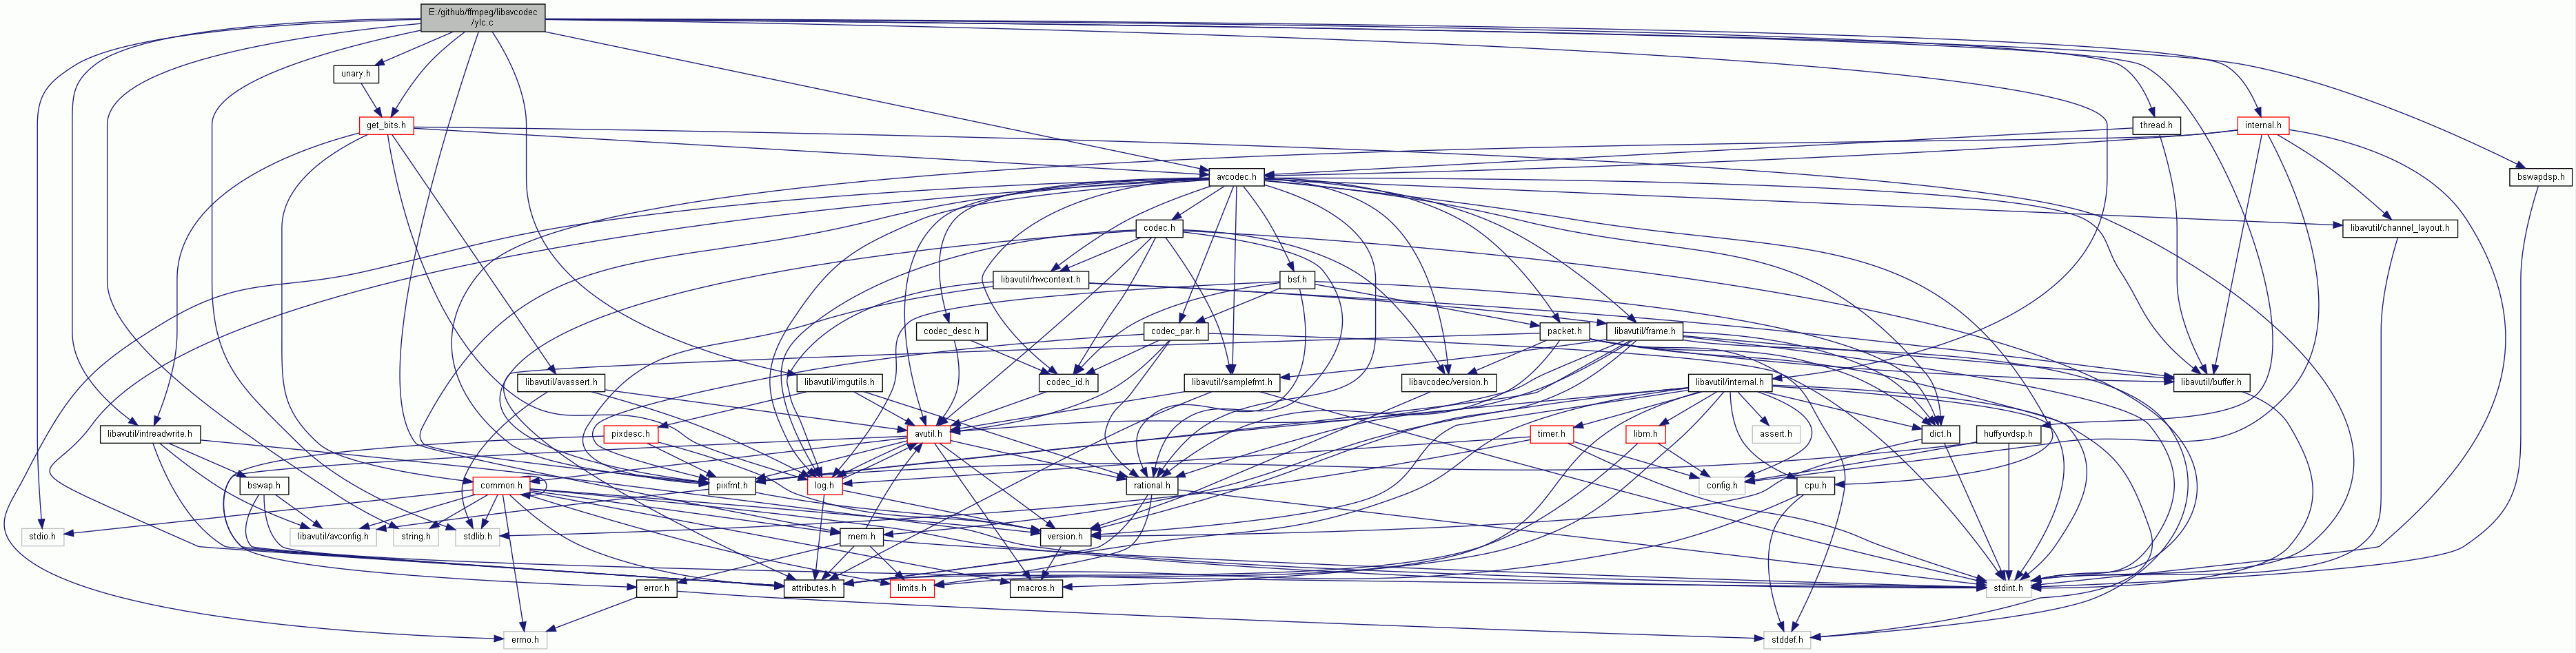 E:/github/ffmpeg/libavcodec
/ylc.c
unary.h
get_bits.h
thread.h
internal.h
avcodec.h
bswapdsp.h
codec.h
libavutil/channel_layout.h
libavutil/hwcontext.h
bsf.h
codec_desc.h
codec_par.h
packet.h
libavutil/frame.h
libavutil/avassert.h
libavutil/imgutils.h
codec_id.h
libavutil/samplefmt.h
libavcodec/version.h
libavutil/internal.h
libavutil/buffer.h
libavutil/intreadwrite.h
pixdesc.h
avutil.h
timer.h
libm.h
assert.h
dict.h
huffyuvdsp.h
bswap.h
common.h
pixfmt.h
log.h
rational.h
config.h
cpu.h
stdio.h
libavutil/avconfig.h
string.h
stdlib.h
mem.h
version.h
error.h
attributes.h
limits.h
macros.h
stdint.h
errno.h
stddef.h